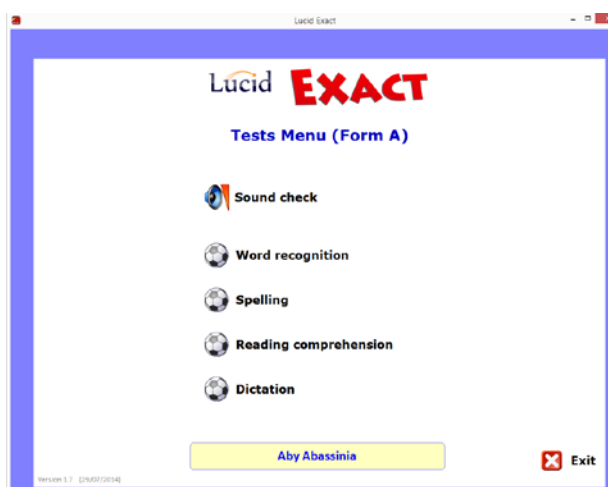 Lucid Exact
Lucid EXACT
Tests Menu (Form A)
Sound check
Word recognition
Spelling
Reading comprehension
Dictation
Aby Abassinia
Exit
Version 1.7 [29/07/2014]